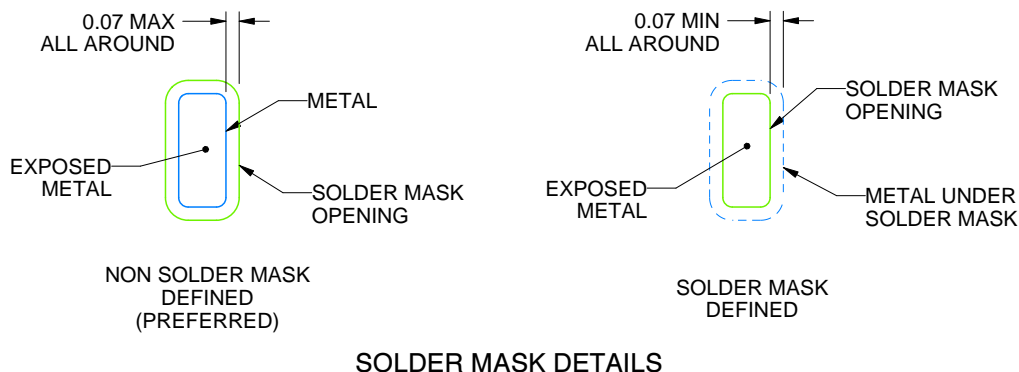 0.07 MAX
ALL AROUND
METAL
EXPOSED
METAL
SOLDER MASK
OPENING
NON SOLDER MASK
DEFINED
(PREFERRED)
0.07 MIN
ALL AROUND
SOLDER MASK
OPENING
EXPOSED
METAL
METAL UNDER
SOLDER MASK
SOLDER MASK
DEFINED
SOLDER MASK DETAILS